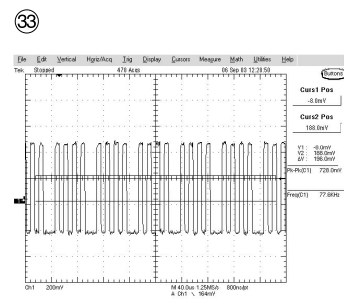 33
File Edit Vertical Horiz/Acq Trig Display Cursors Measure Math Utilities Help
Tek Stopped 478 Acqs 06 Sep 03 12:28:50
Buttons
Curs1 Pos
-8.0mV
Curs2 Pos
188.0mV
V1: -8.0mV
V2: 188.0mV
ΔV: 196.0mV
Pk-Pk(C1) 728.0mV
Freq(C1) 77.6KHz
Ch1 200mV M 40.0us 1.25MS/s 800ns/pt
A Ch1 164mV